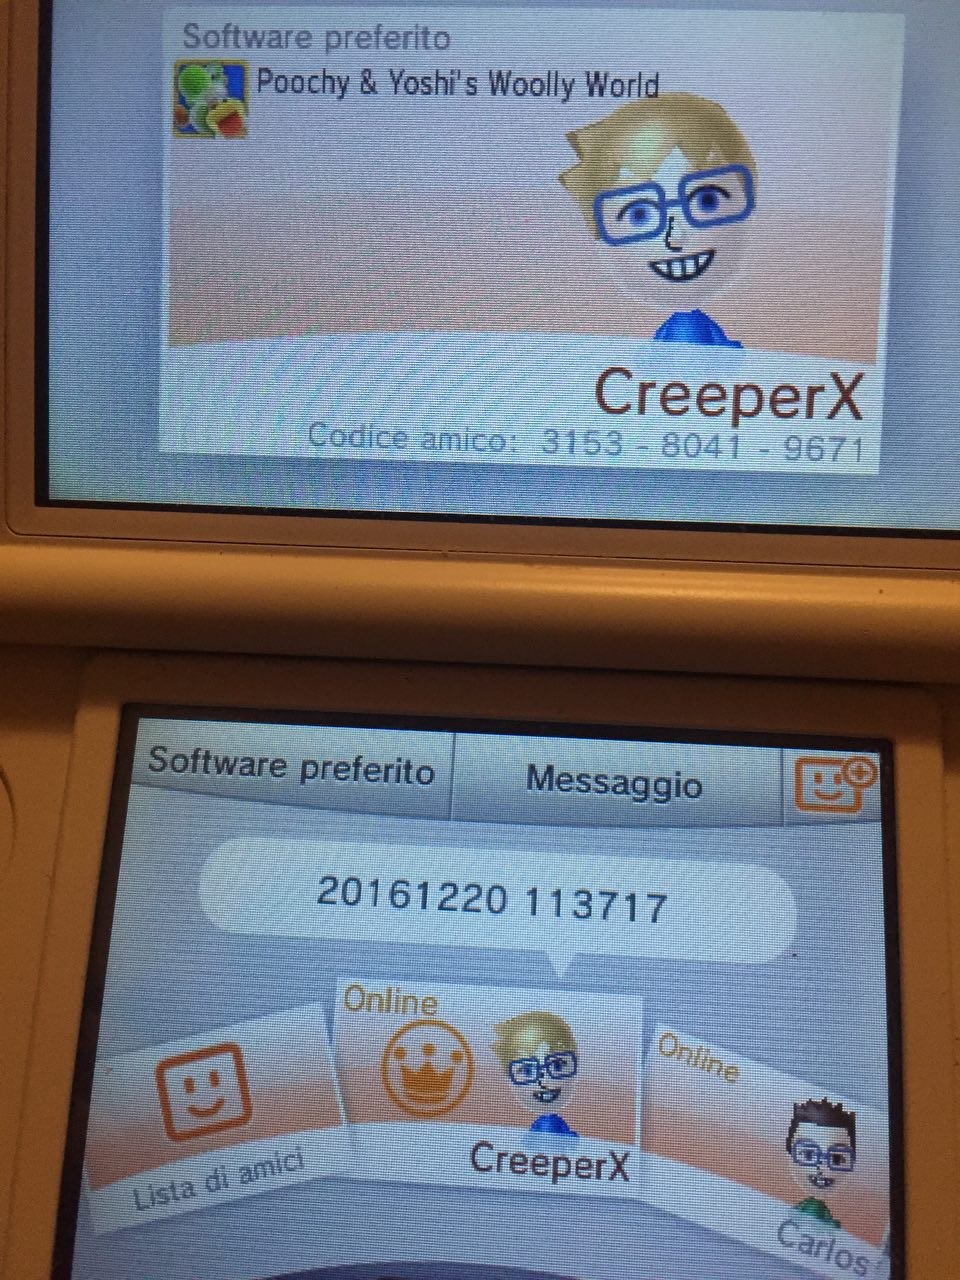 Software preferito
Poochy & Yoshi's Woolly World
CreeperX
Codice amico: 3153 - 8041 - 9671
Software preferito
Messaggio
20161220 113717
Online
Online
Lista di amici
CreeperX
Carlos